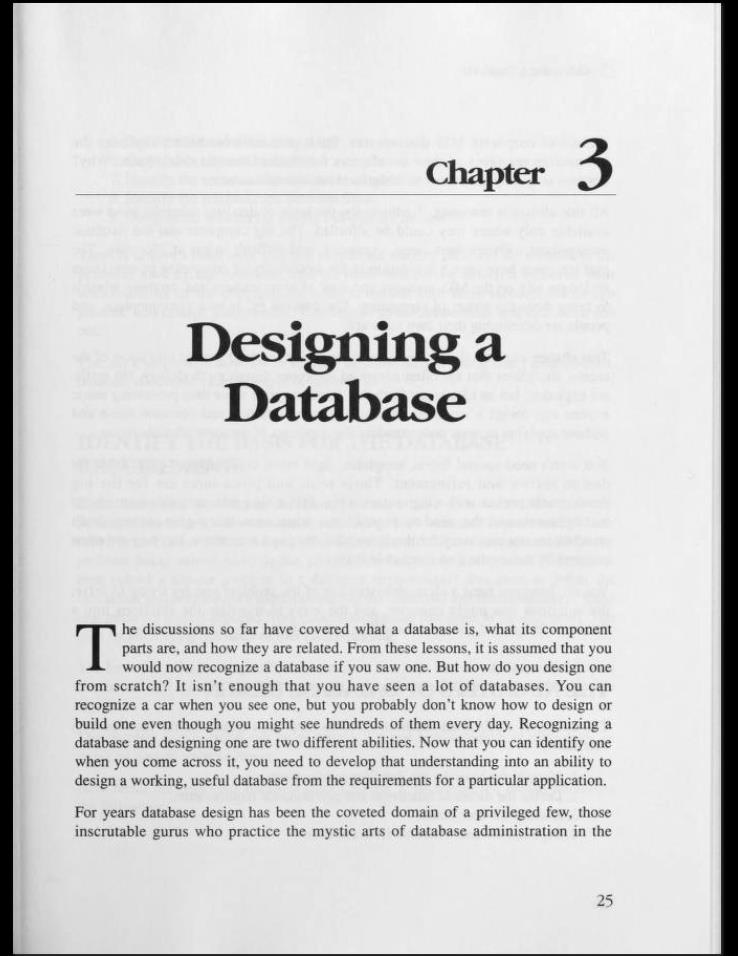 Chapter 3
Designing a
Database
The discussions so far have covered what a database is, what its component
parts are, and how they are related. From these lessons, it is assumed that you
would now recognize a database if you saw one. But how do you design one
from scratch? It isn't enough that you have seen a lot of databases. You can
recognize a car when you see one, but you probably don't know how to design or
build one even though you might see hundreds of them every day. Recognizing a
database and designing one are two different abilities. Now that you can identify one
when you come across it, you need to develop that understanding into an ability to
design a working, useful database from the requirements for a particular application.
For years database design has been the coveted domain of a privileged few, those
inscrutable gurus who practice the mystic arts of database administration in the
25